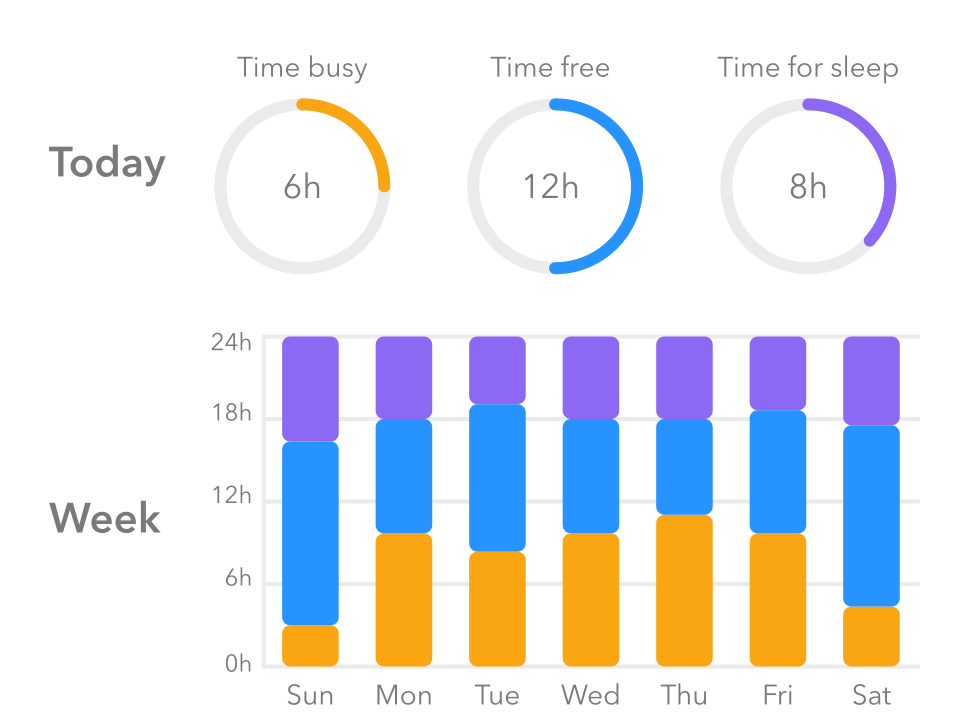 Time busy
Time free
Time for sleep
Today
6h
12h
8h
24h
18h
12h
6h
0h
Week
Sun
Mon
Tue
Wed
Thu
Fri
Sat